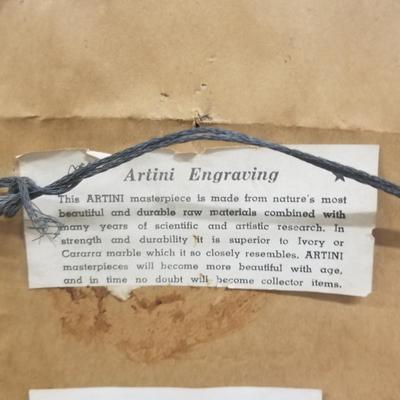 Artini Engraving
This ARTINI masterpiece is made from nature's most
beautiful and durable raw materials combined with
many years of scientific and artistic research. In
strength and durability it is superior to Ivory or
Cararra marble which it so closely resembles. ARTINI
masterpieces will become more beautiful with age,
and in time no doubt will become collector items.